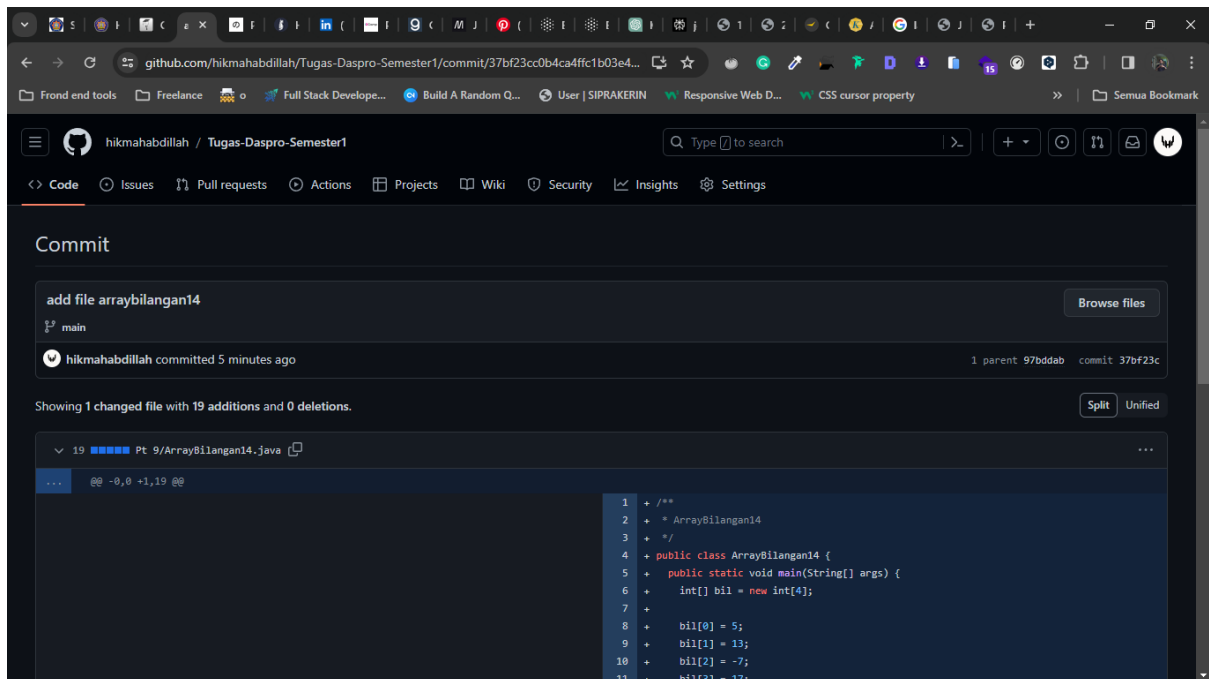 github.com/hikmahabdillah/Tugas-Daspro-Semester1/commit/37bf23cc0b4ca4ffc1b03e4...
15
Frond end tools Freelance o Full Stack Develope... Build A Random Q... User | SIPRAKERIN Responsive Web D... CSS cursor property » Semua Bookmark
hikmahabdillah / Tugas-Daspro-Semester1 Type / to search
Code Issues Pull requests Actions Projects Wiki Security Insights Settings
Commit
add file arraybilangan14 Browse files
main
hikmahabdillah committed 5 minutes ago 1 parent 97bddab commit 37bf23c
Showing 1 changed file with 19 additions and 0 deletions. Split Unified
19 Pt 9/ArrayBilangan14.java ...
... @@ -0,0 +1,19 @@
1 + /**
2 + * ArrayBilangan14
3 + */
4 + public class ArrayBilangan14 {
5 + public static void main(String[] args) {
6 + int[] bil = new int[4];
7 +
8 + bil[0] = 5;
9 + bil[1] = 13;
10 + bil[2] = -7;
11 + bil[3] = 17;